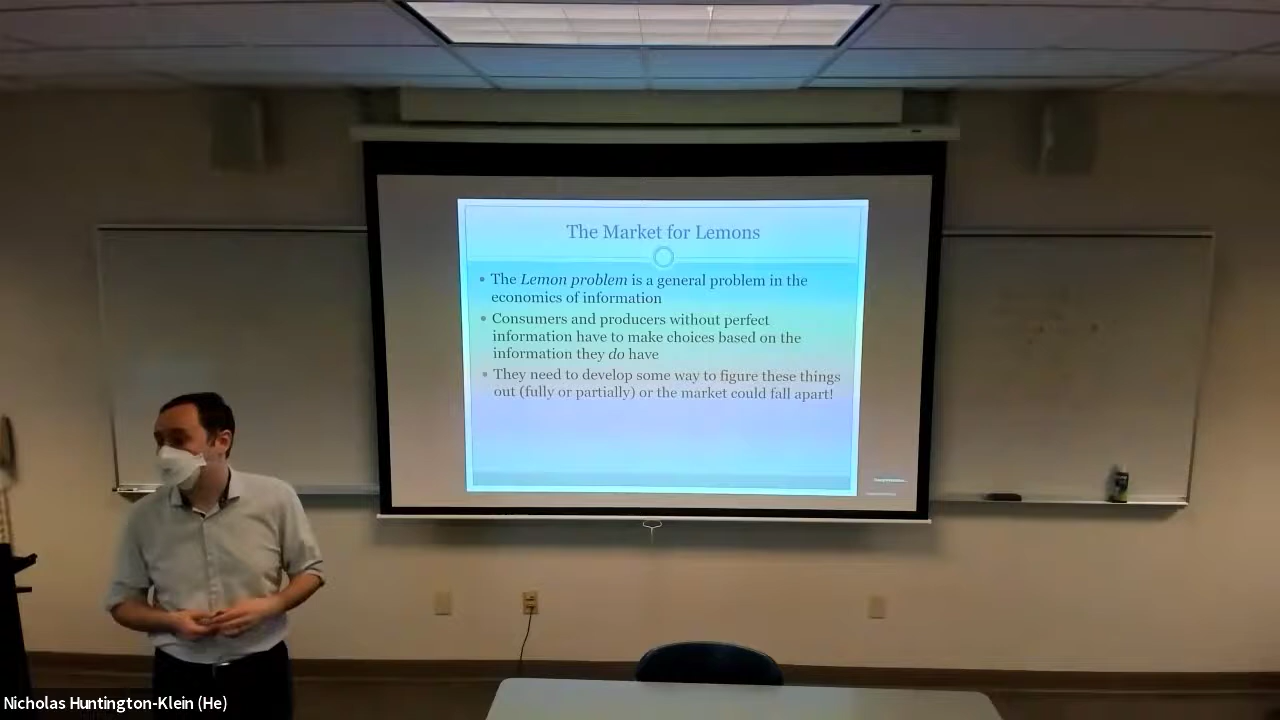 The Market for Lemons
• The Lemon problem is a general problem in the
economics of information
• Consumers and producers without perfect
information have to make choices based on the
information they do have
• They need to develop some way to figure these things
out (fully or partially) or the market could fall apart!
Nicholas Huntington-Klein (He)